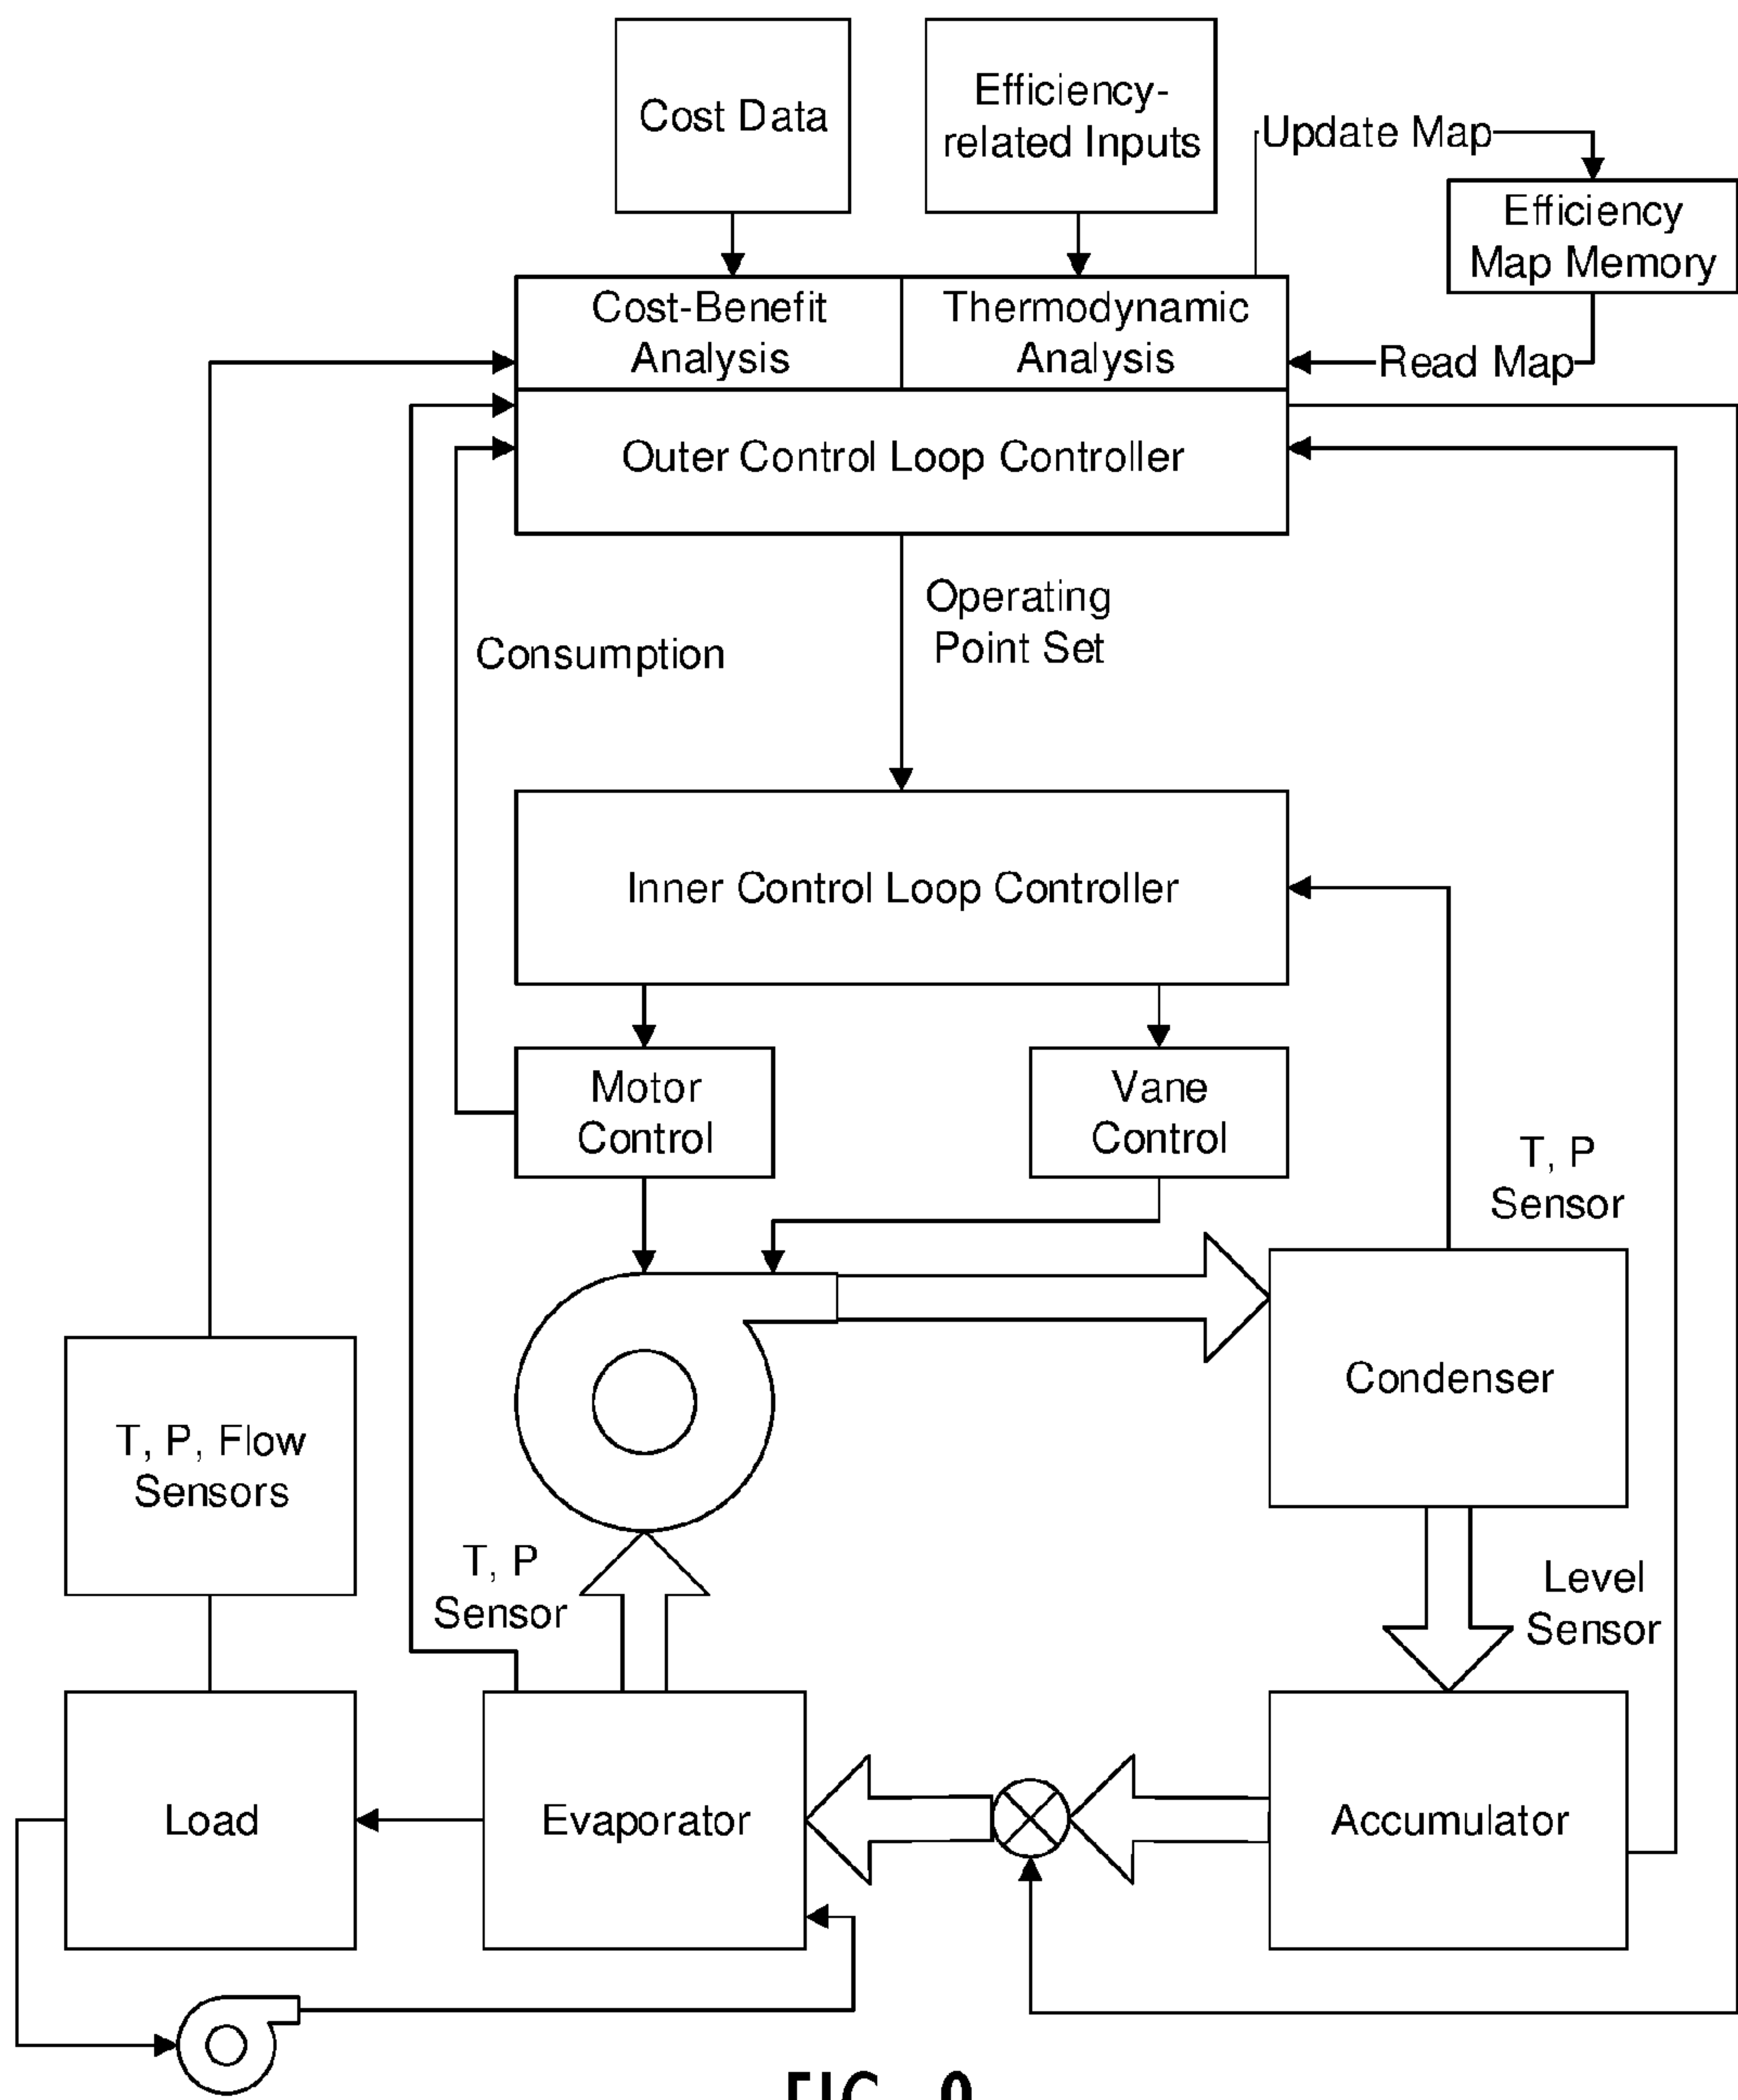 Cost Data
Efficiency-
related Inputs
Update Map
Efficiency
Map Memory
Cost-Benefit
Analysis
Thermodynamic
Analysis
Read Map
Outer Control Loop Controller
Operating
Point Set
Consumption
Inner Control Loop Controller
Motor
Control
Vane
Control
T, P
Sensor
Condenser
T, P, Flow
Sensors
T, P
Sensor
Level
Sensor
Load
Evaporator
Accumulator